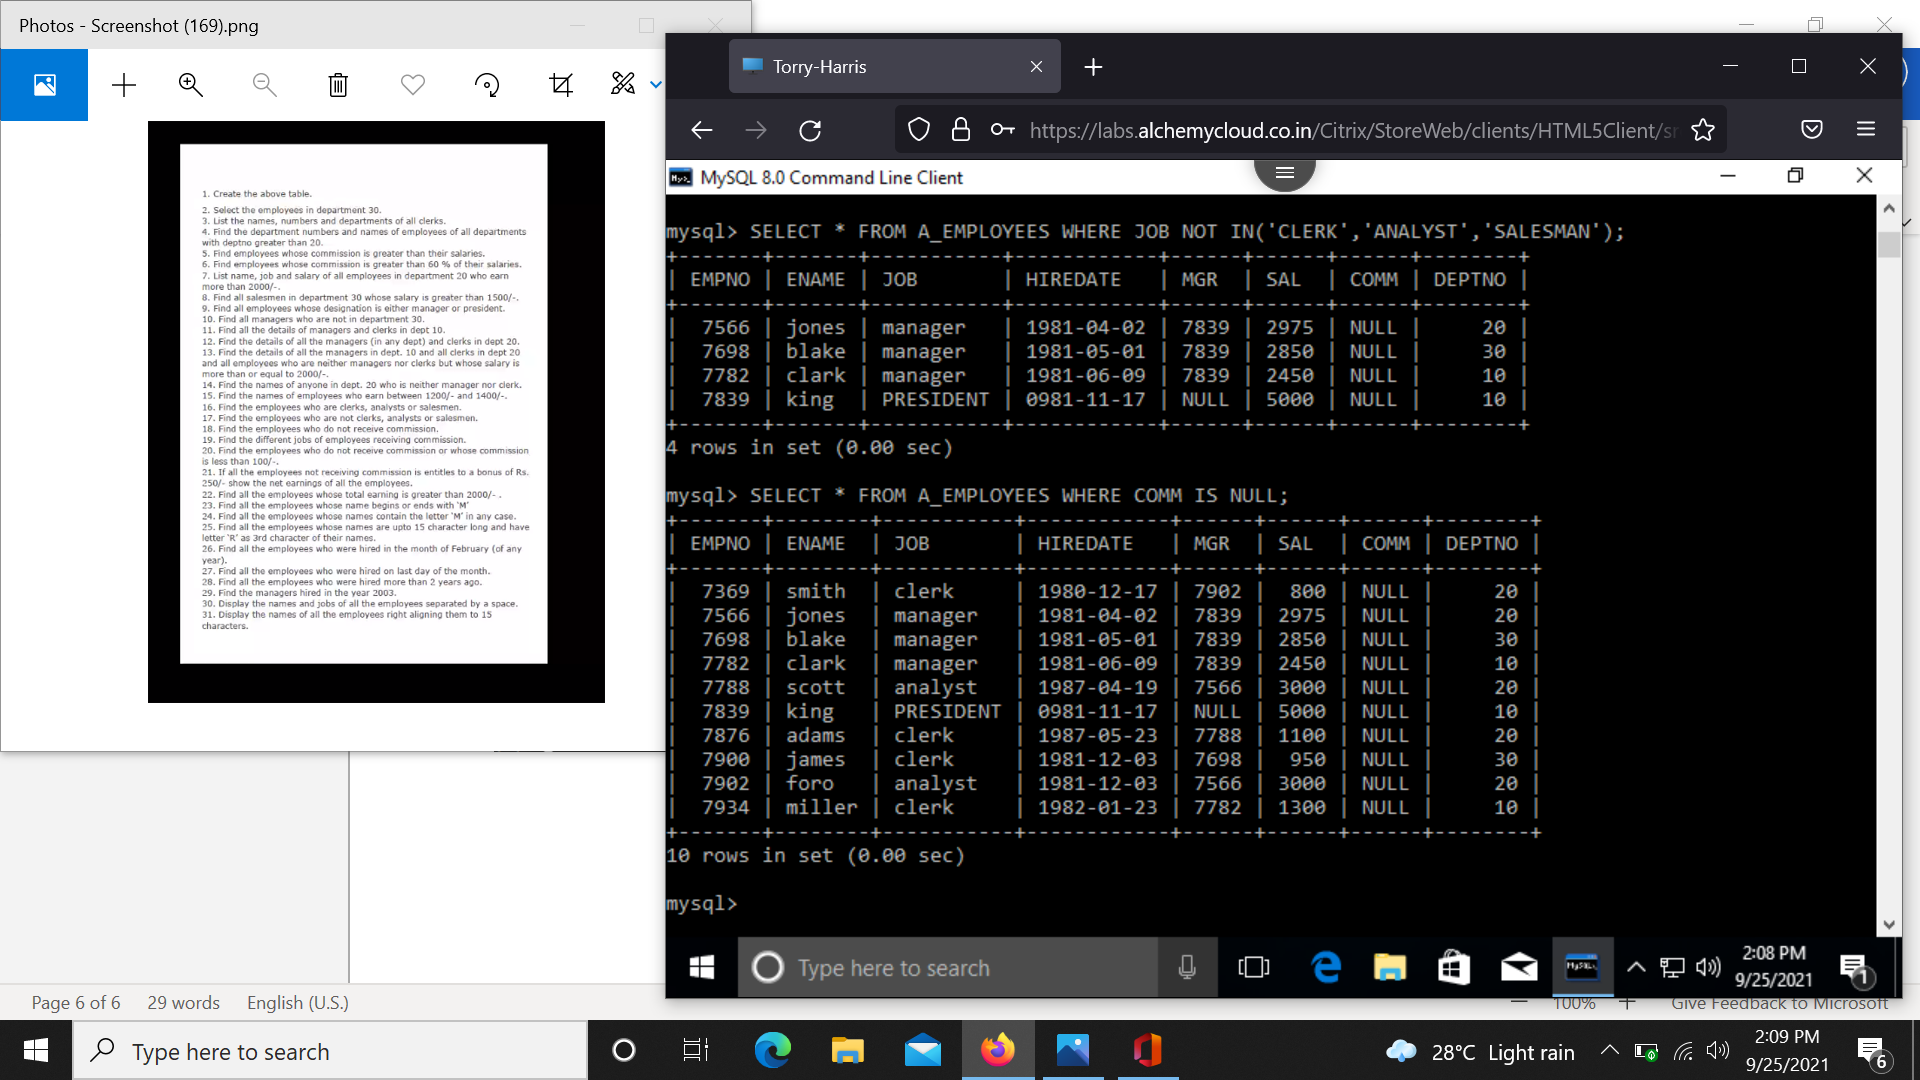 Photos - Screenshot (169).png
1. Create the above table.
2. Select the employees in department 30.
3. List the names, numbers and departments of all clerks.
4. Find the department numbers and names of employees of all departments
with deptno greater than 20.
5. Find employees whose commission is greater than their salaries.
6. Find employees whose commission is greater than 60 % of their salaries.
7. List name, job and salary of all employees in department 20 who earn
more than 2000/-.
8. Find all salesmen in department 30 whose salary is greater than 1500/-.
9. Find all employees whose designation is either manager or president.
10. Find all managers who are not in department 30.
11. Find all the details of managers and clerks in dept 10.
12. Find the details of all the managers (in any dept) and clerks in dept 20.
13. Find the details of all the managers in dept. 10 and all clerks in dept 20
and all employees who are neither managers nor clerks but whose salary is
more than or equal to 2000/-.
14. Find the names of anyone in dept. 20 who is neither manager nor clerk.
15. Find the names of employees who earn between 1200/- and 1400/-.
16. Find the employees who are clerks, analysts or salesmen.
17. Find the employees who are not clerks, analysts or salesmen.
18. Find the employees who do not receive commission.
19. Find the different jobs of employees receiving commission.
20. Find the employees who do not receive commission or whose commission
is less than 100/-.
21. If all the employees not receiving commission is entitles to a bonus of Rs.
250/- show the net earnings of all the employees.
22. Find all the employees whose total earning is greater than 2000/- .
23. Find all the employees whose name begins or ends with 'M'
24. Find all the employees whose names contain the letter 'M' in any case.
25. Find all the employees whose names are upto 15 character long and have
letter 'R' as 3rd character of their names.
26. Find all the employees who were hired in the month of February (of any
year).
27. Find all the employees who were hired on last day of the month.
28. Find all the employees who were hired more than 2 years ago.
29. Find the managers hired in the year 2003.
30. Display the names and jobs of all the employees separated by a space.
31. Display the names of all the employees right aligning them to 15
characters.
Torry-Harris
https://labs.alchemycloud.co.in/Citrix/StoreWeb/clients/HTML5Client/sr
MySQL 8.0 Command Line Client
mysql> SELECT * FROM A_EMPLOYEES WHERE JOB NOT IN('CLERK','ANALYST','SALESMAN');
| EMPNO | ENAME | JOB | HIREDATE | MGR | SAL | COMM | DEPTNO |
| 7566 | jones | manager | 1981-04-02 | 7839 | 2975 | NULL | 20 |
| 7698 | blake | manager | 1981-05-01 | 7839 | 2850 | NULL | 30 |
| 7782 | clark | manager | 1981-06-09 | 7839 | 2450 | NULL | 10 |
| 7839 | king | PRESIDENT | 0981-11-17 | NULL | 5000 | NULL | 10 |
4 rows in set (0.00 sec)
mysql> SELECT * FROM A_EMPLOYEES WHERE COMM IS NULL;
| EMPNO | ENAME | JOB | HIREDATE | MGR | SAL | COMM | DEPTNO |
| 7369 | smith | clerk | 1980-12-17 | 7902 | 800 | NULL | 20 |
| 7566 | jones | manager | 1981-04-02 | 7839 | 2975 | NULL | 20 |
| 7698 | blake | manager | 1981-05-01 | 7839 | 2850 | NULL | 30 |
| 7782 | clark | manager | 1981-06-09 | 7839 | 2450 | NULL | 10 |
| 7788 | scott | analyst | 1987-04-19 | 7566 | 3000 | NULL | 20 |
| 7839 | king | PRESIDENT | 0981-11-17 | NULL | 5000 | NULL | 10 |
| 7876 | adams | clerk | 1987-05-23 | 7788 | 1100 | NULL | 20 |
| 7900 | james | clerk | 1981-12-03 | 7698 | 950 | NULL | 30 |
| 7902 | foro | analyst | 1981-12-03 | 7566 | 3000 | NULL | 20 |
| 7934 | miller | clerk | 1982-01-23 | 7782 | 1300 | NULL | 10 |
10 rows in set (0.00 sec)
mysql>
Type here to search
MySQL
2:08 PM
9/25/2021
1
Page 6 of 6 29 words English (U.S.)
100%
Give Feedback to Microsoft
Type here to search
28°C Light rain
2:09 PM
9/25/2021
6